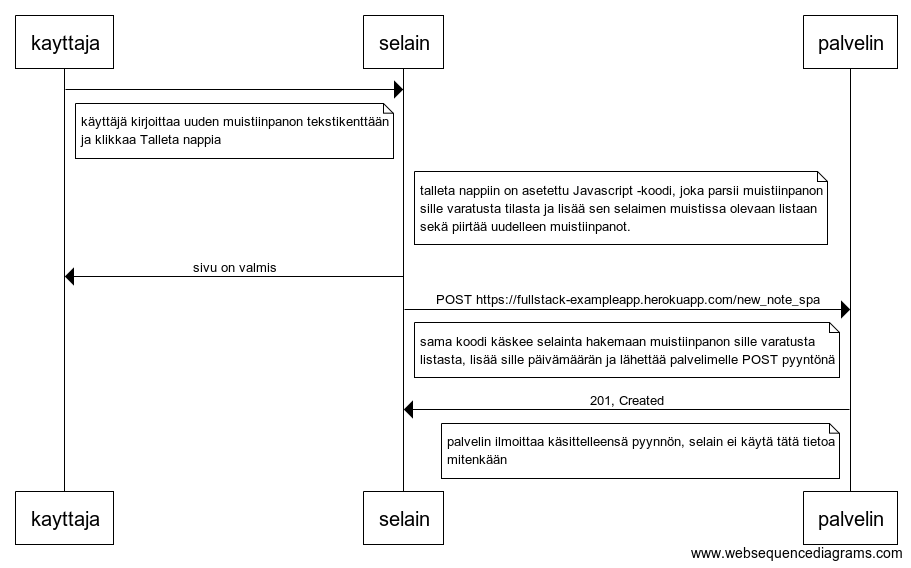 kayttaja
selain
palvelin
käyttäjä kirjoittaa uuden muistiinpanon tekstikenttään
ja klikkaa Talleta nappia
talleta nappiin on asetettu Javascript -koodi, joka parsii muistiinpanon
sille varatusta tilasta ja lisää sen selaimen muistissa olevaan listaan
sekä piirtää uudelleen muistiinpanot.
sivu on valmis
POST https://fullstack-exampleapp.herokuapp.com/new_note_spa
sama koodi käskee selainta hakemaan muistiinpanon sille varatusta
listasta, lisää sille päivämäärän ja lähettää palvelimelle POST pyyntönä
201, Created
palvelin ilmoittaa käsittelleensä pyynnön, selain ei käytä tätä tietoa
mitenkään
kayttaja
selain
palvelin
www.websequencediagrams.com